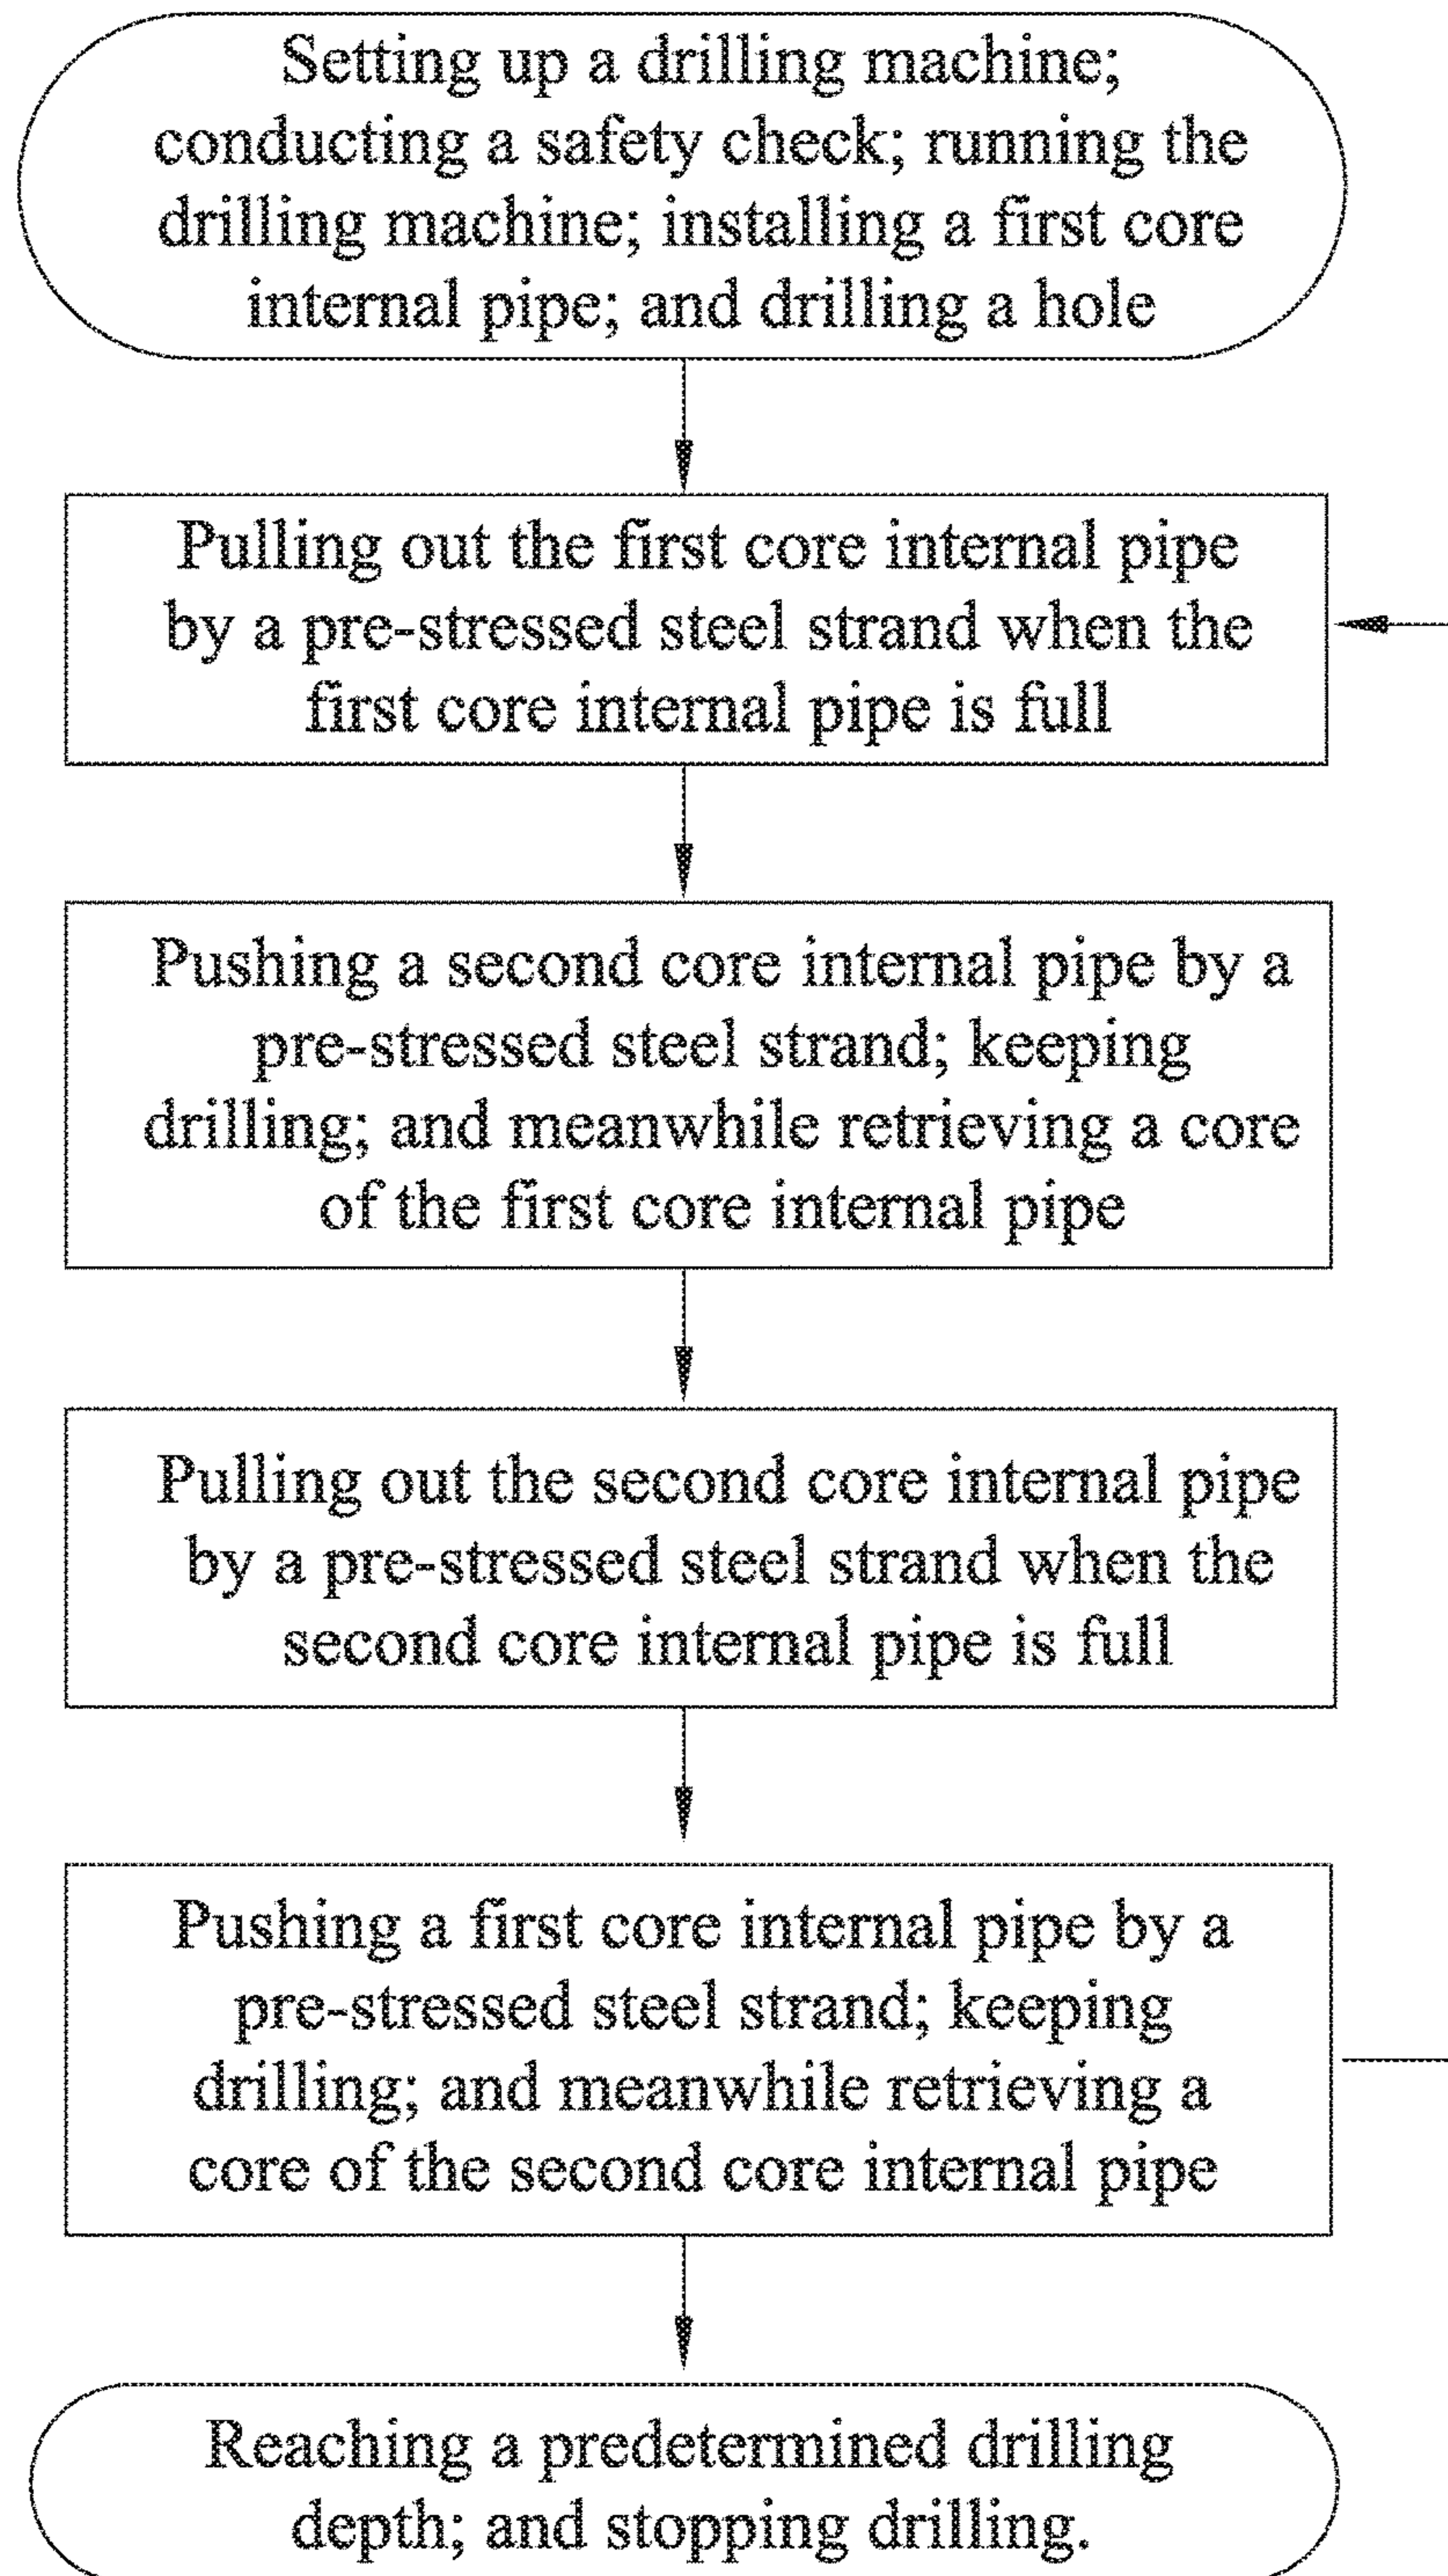 Setting up a drilling machine;
conducting a safety check; running the
drilling machine; installing a first core
internal pipe; and drilling a hole
Pulling out the first core internal pipe
by a pre-stressed steel strand when the
first core internal pipe is full
Pushing a second core internal pipe by a
pre-stressed steel strand; keeping
drilling; and meanwhile retrieving a core
of the first core internal pipe
Pulling out the second core internal pipe
by a pre-stressed steel strand when the
second core internal pipe is full
Pushing a first core internal pipe by a
pre-stressed steel strand; keeping
drilling; and meanwhile retrieving a
core of the second core internal pipe
Reaching a predetermined drilling
depth; and stopping drilling.